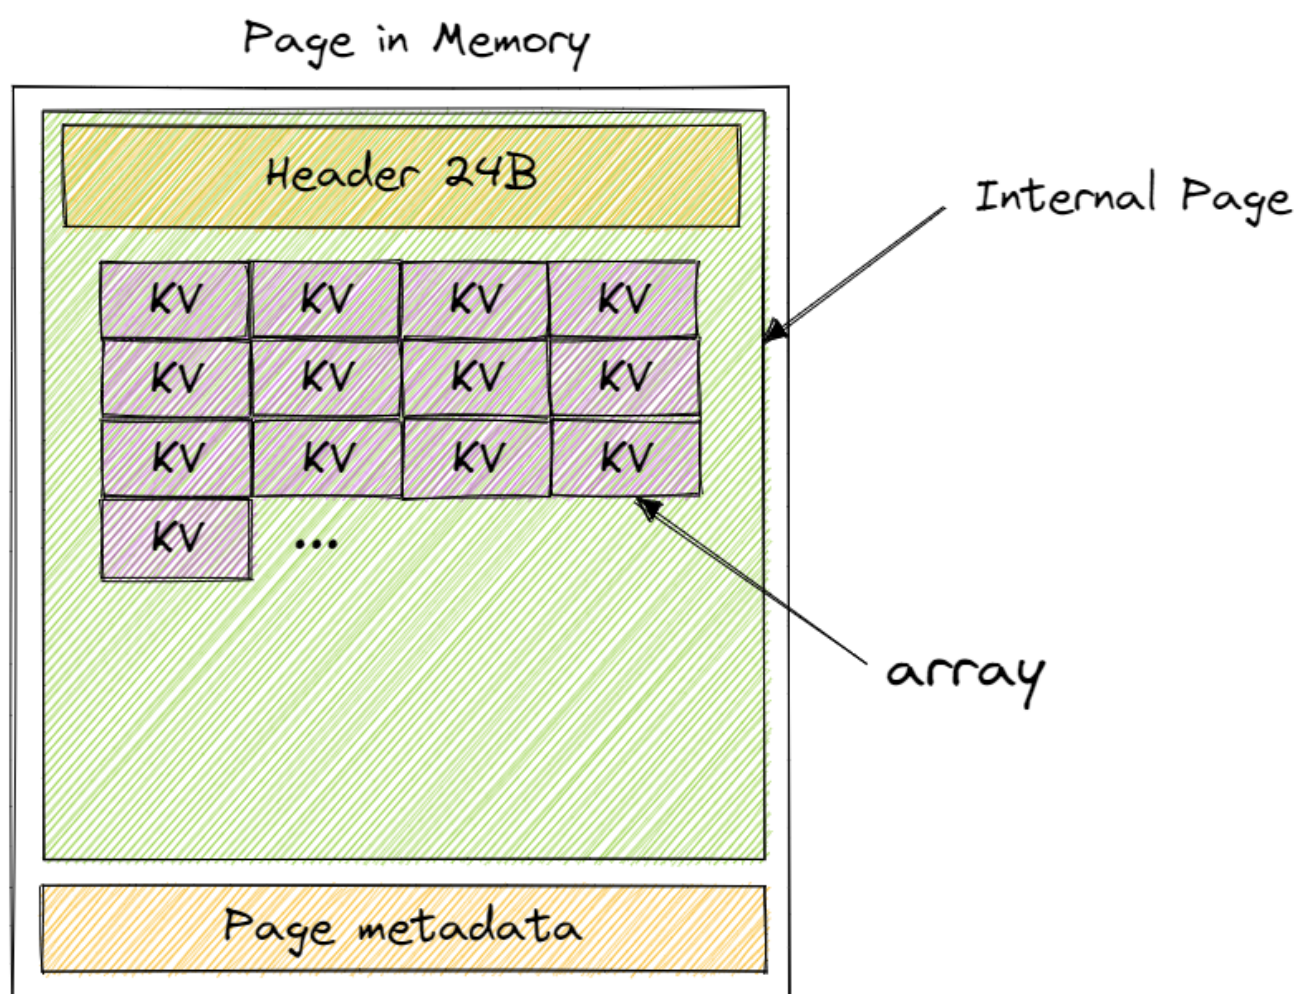 Page in Memory
Header 24B
Internal Page
KV KV KV KV
KV KV KV KV
KV KV KV KV
KV ...
array
Page metadata